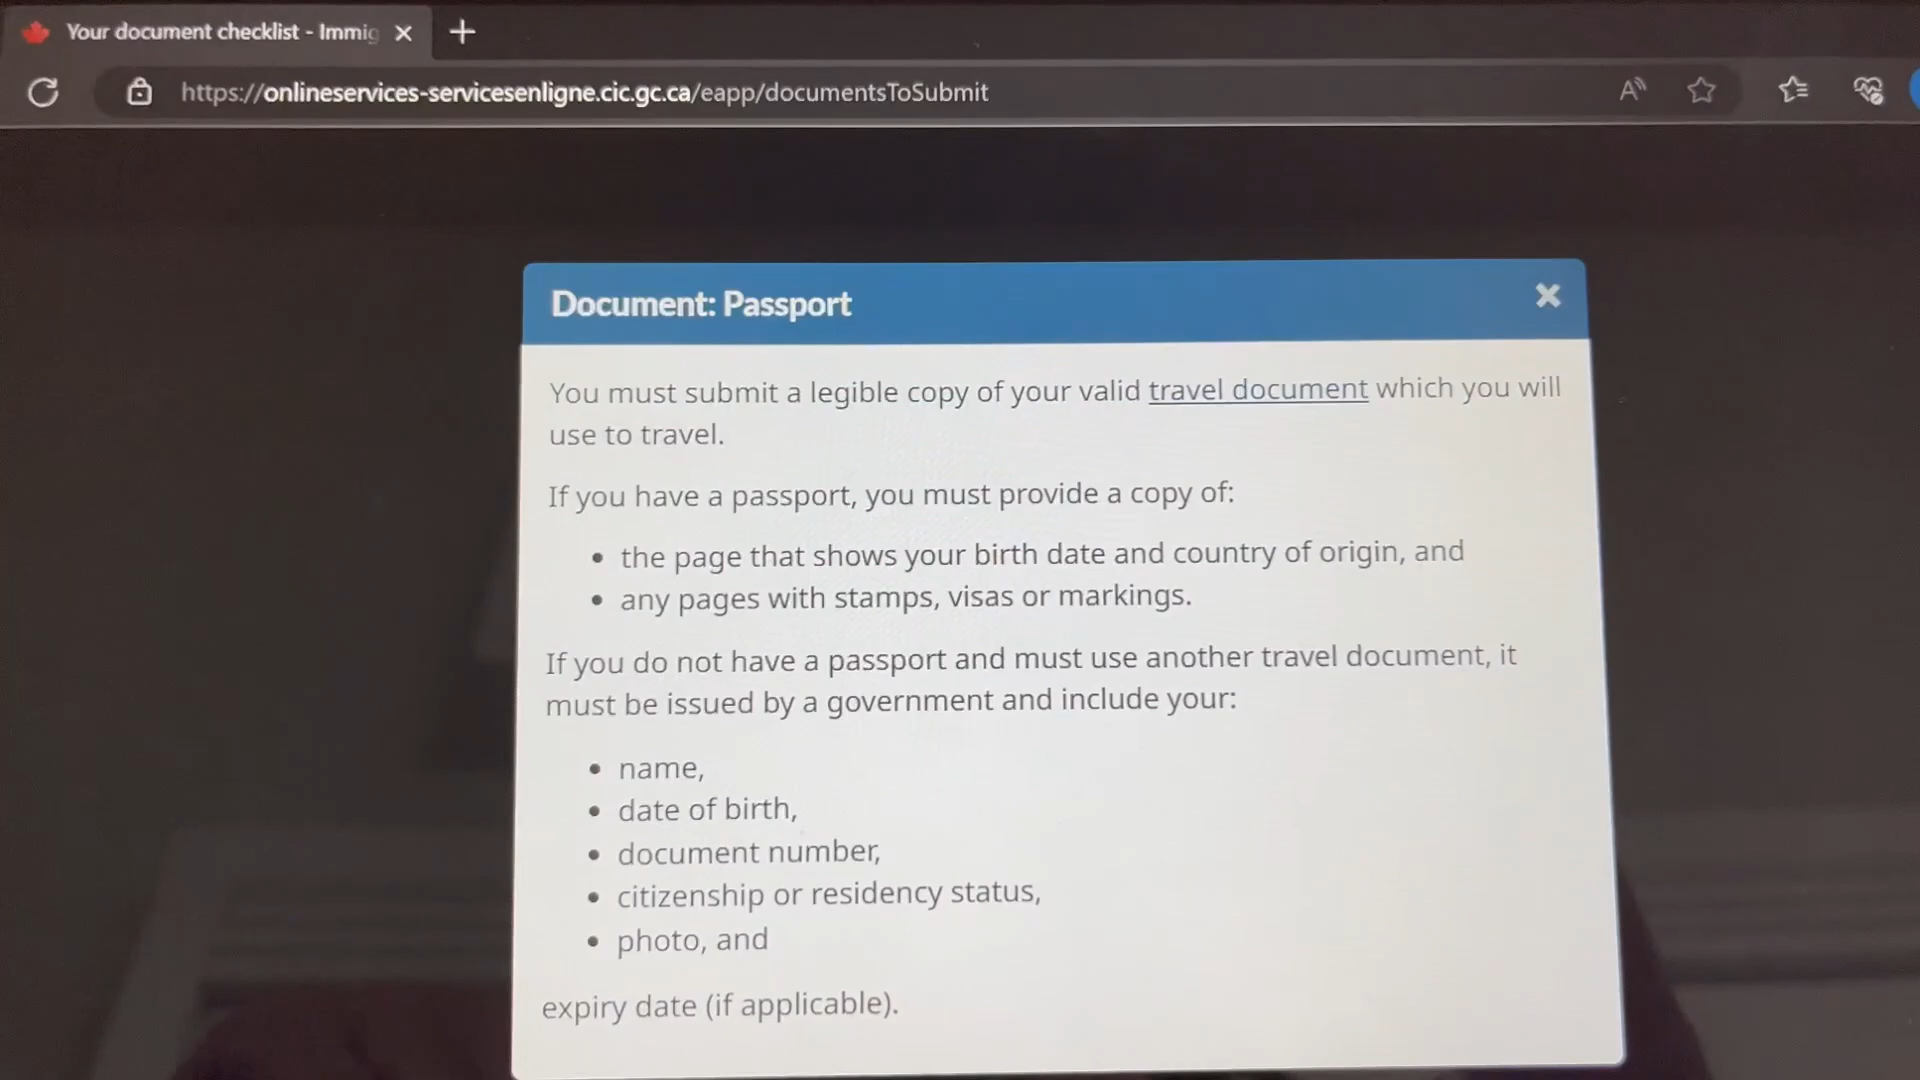 Your document checklist - Immig
https://onlineservices-servicesenligne.cic.gc.ca/eapp/documentsToSubmit
Document: Passport
You must submit a legible copy of your valid travel document which you will
use to travel.
If you have a passport, you must provide a copy of:
• the page that shows your birth date and country of origin, and
• any pages with stamps, visas or markings.
If you do not have a passport and must use another travel document, it
must be issued by a government and include your:
• name,
• date of birth,
• document number,
• citizenship or residency status,
• photo, and
expiry date (if applicable).